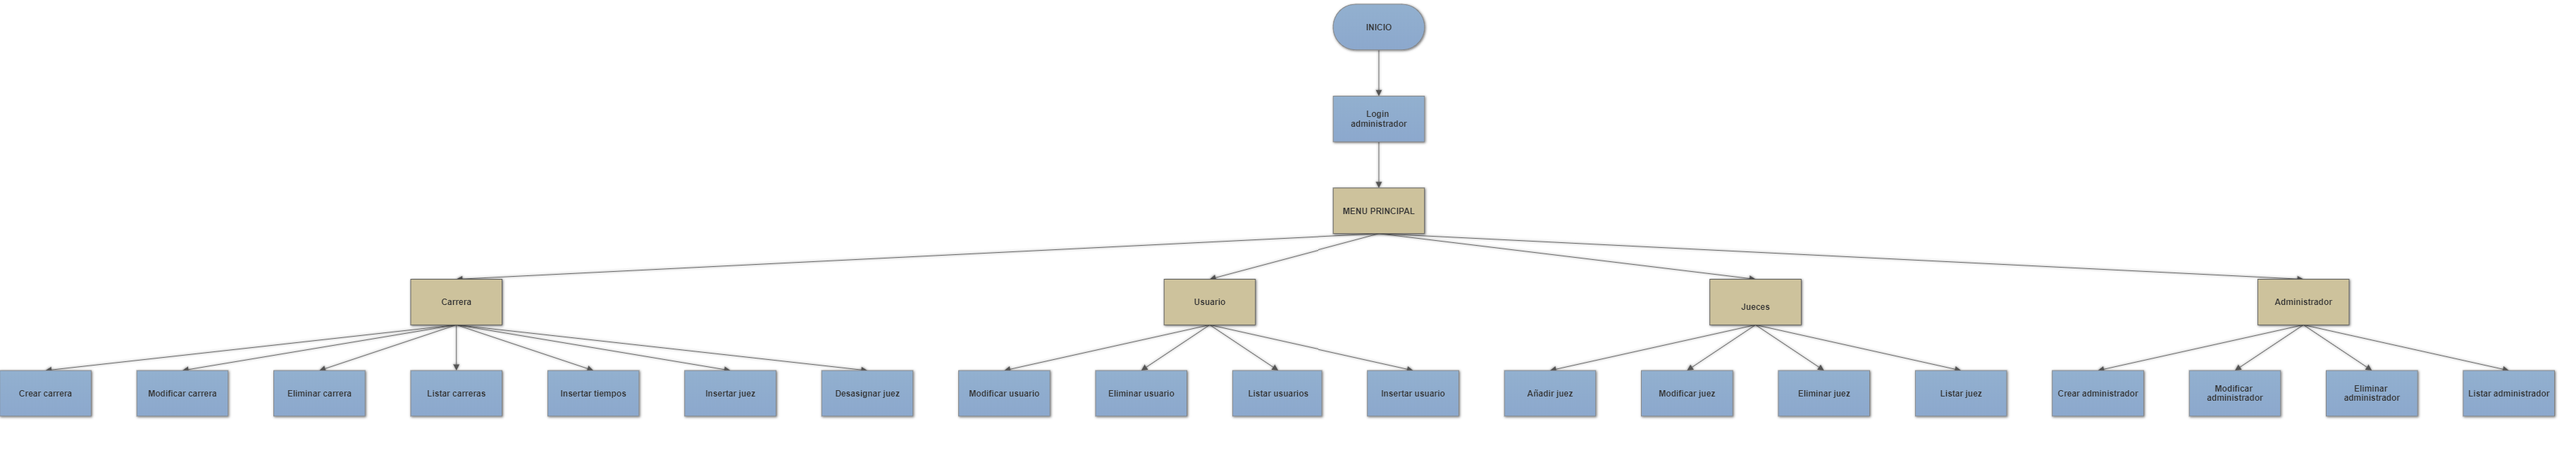 INICIO
Login
administrador
MENU PRINCIPAL
Carrera
Usuario
Jueces
Administrador
Crear carrera
Modificar carrera
Eliminar carrera
Listar carreras
Insertar tiempos
Insertar juez
Desasignar juez
Modificar usuario
Eliminar usuario
Listar usuarios
Insertar usuario
Añadir juez
Modificar juez
Eliminar juez
Listar juez
Crear administrador
Modificar
administrador
Eliminar
administrador
Listar administrador